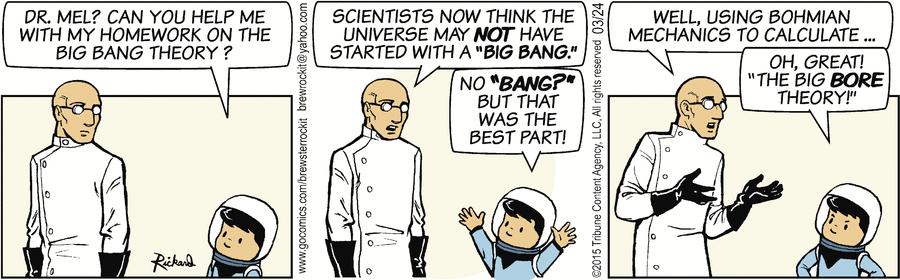 DR. MEL? CAN YOU HELP ME
WITH MY HOMEWORK ON THE
BIG BANG THEORY?
Rickard
www.gocomics.com/brewsterrockit brewrockit@yahoo.com
SCIENTISTS NOW THINK THE
UNIVERSE MAY NOT HAVE
STARTED WITH A "BIG BANG."
NO "BANG?"
BUT THAT
WAS THE
BEST PART!
©2015 Tribune Content Agency, LLC, All rights reserved 03/24
WELL, USING BOHMIAN
MECHANICS TO CALCULATE ...
OH, GREAT!
"THE BIG BORE
THEORY!"